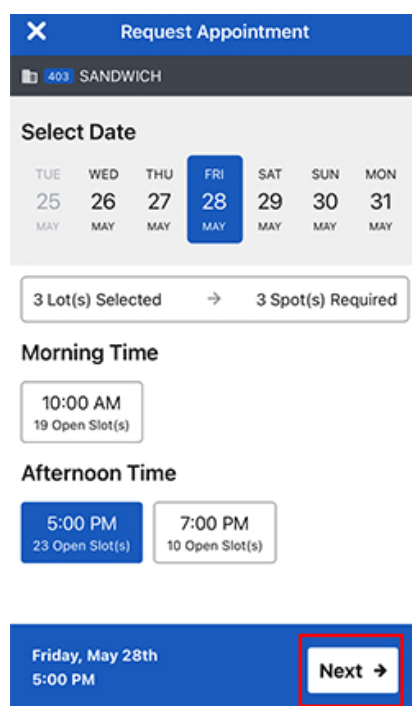 Request Appointment
403 SANDWICH
Select Date
TUE WED THU FRI SAT SUN MON
25 26 27 28 29 30 31
MAY MAY MAY MAY MAY MAY MAY
3 Lot(s) Selected → 3 Spot(s) Required
Morning Time
10:00 AM
19 Open Slot(s)
Afternoon Time
5:00 PM 7:00 PM
23 Open Slot(s) 10 Open Slot(s)
Friday, May 28th
5:00 PM
Next →